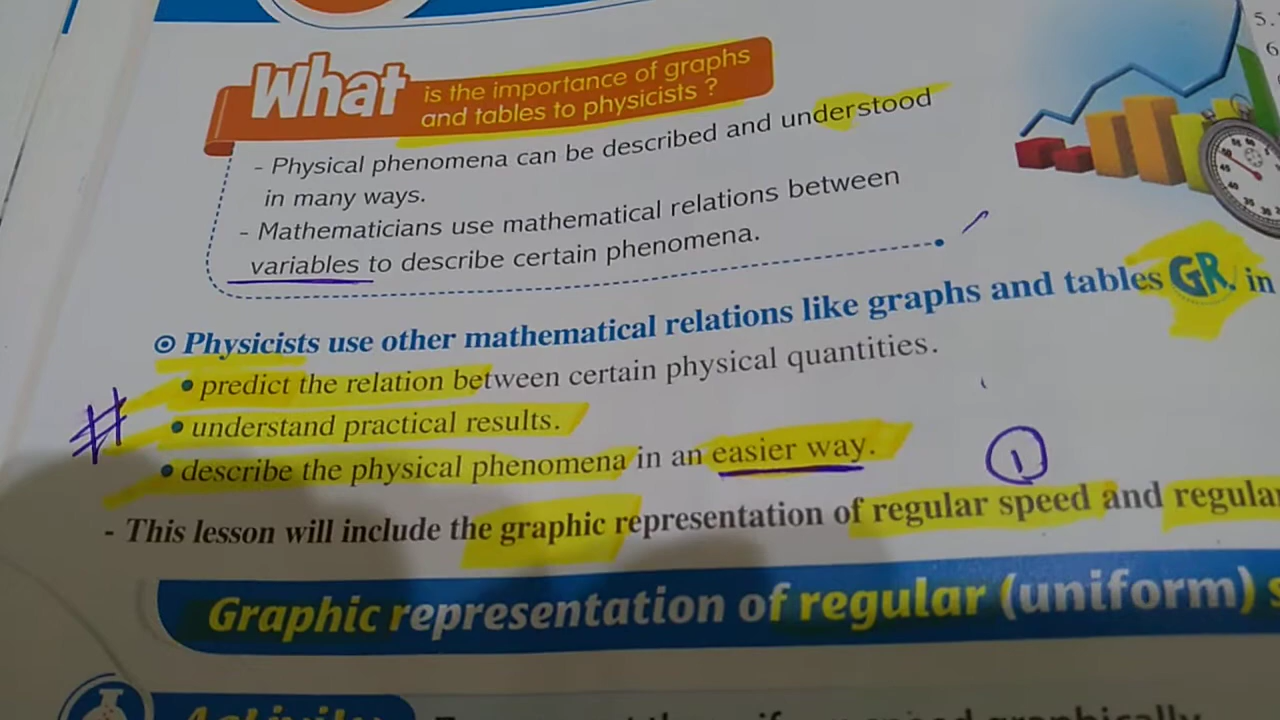 What is the importance of graphs
and tables to physicists ?
- Physical phenomena can be described and understood
in many ways.
- Mathematicians use mathematical relations between
variables to describe certain phenomena.
Physicists use other mathematical relations like graphs and tables GR. in
• predict the relation between certain physical quantities.
• understand practical results.
• describe the physical phenomena in an easier way.
1
- This lesson will include the graphic representation of regular speed and regular
Graphic representation of regular (uniform) s
5.
6